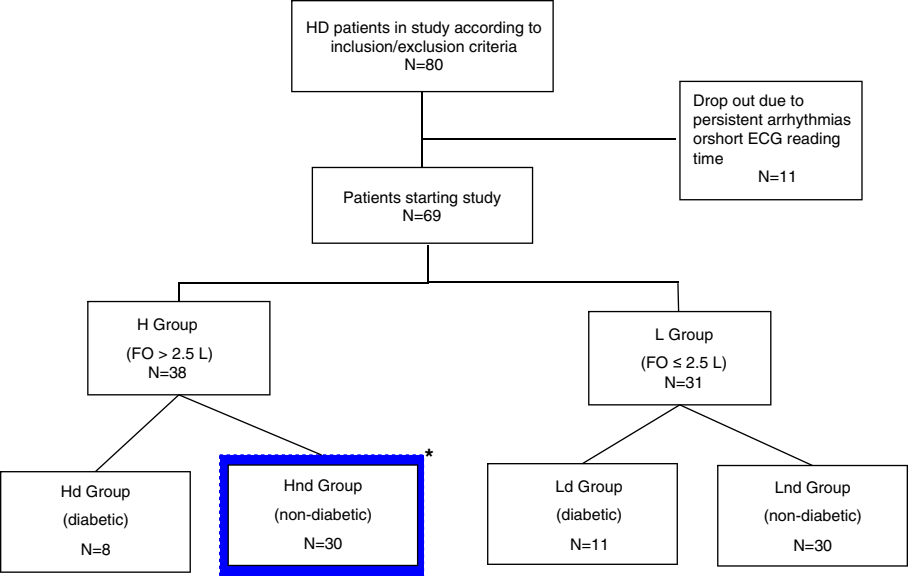 HD patients in study according to
inclusion/exclusion criteria
N=80
Drop out due to
persistent arrhythmias
orshort ECG reading
time
N=11
Patients starting study
N=69
H Group
(FO > 2.5 L)
N=38
L Group
(FO ≤ 2.5 L)
N=31
Hd Group
(diabetic)
N=8
*
Hnd Group
(non-diabetic)
N=30
Ld Group
(diabetic)
N=11
Lnd Group
(non-diabetic)
N=30